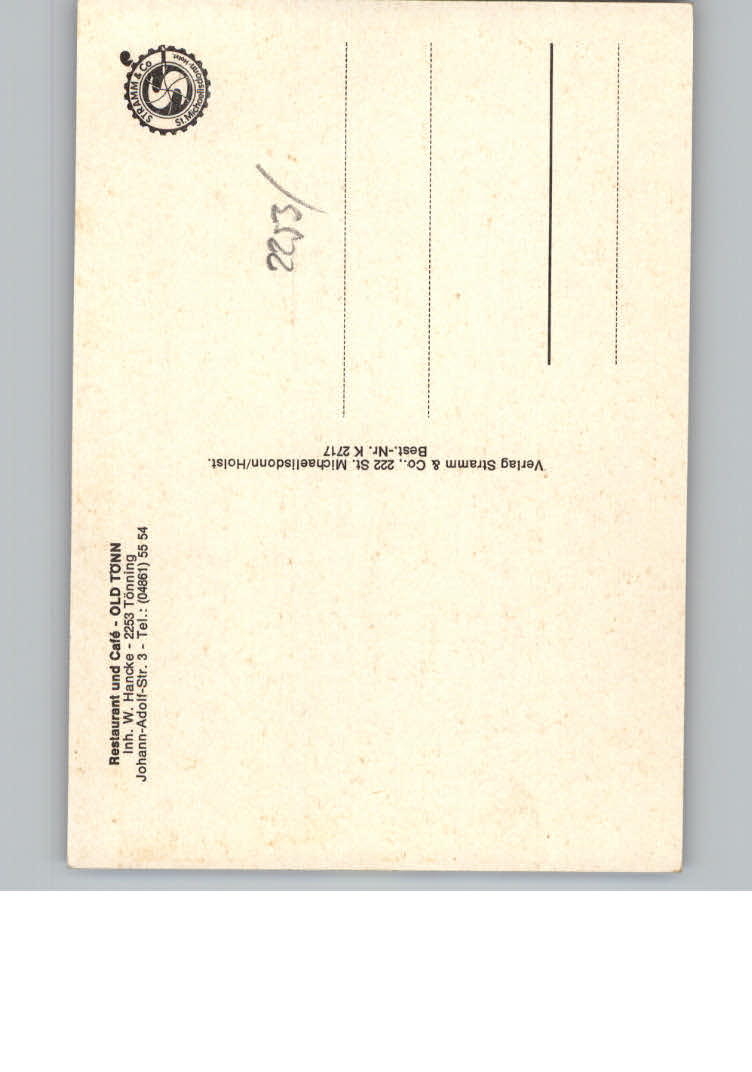 Restaurant und Café - OLD TÖNN
Inh. W. Hancke - 2253 Tönning
Johann-Adolf-Str. 3 - Tel.: (04861) 55 54
Verlag Stramm & Co., 222 St. Michaelisdonn/Holst.
Best.-Nr. K 2717
STRAMM & Co
St. Michaelisdonn·Holst
2253/